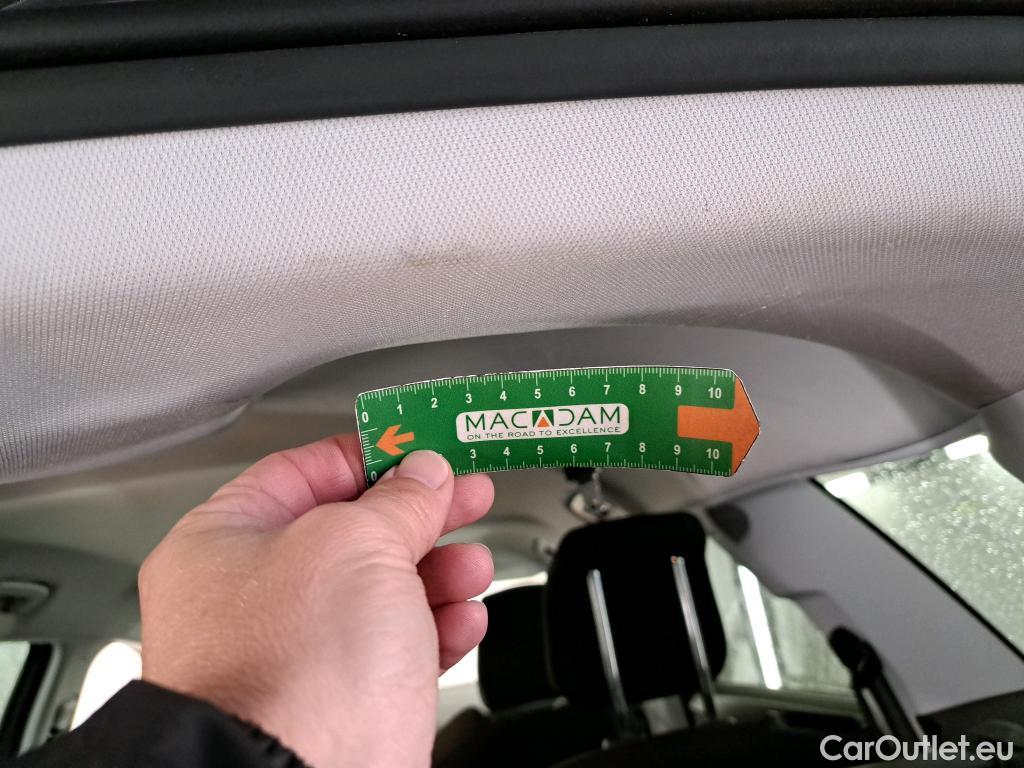 0 1 2 3 4 5 6 7 8 9 10
MACADAM
ON THE ROAD TO EXCELLENCE
0 3 4 5 6 7 8 9 10
CarOutlet.eu